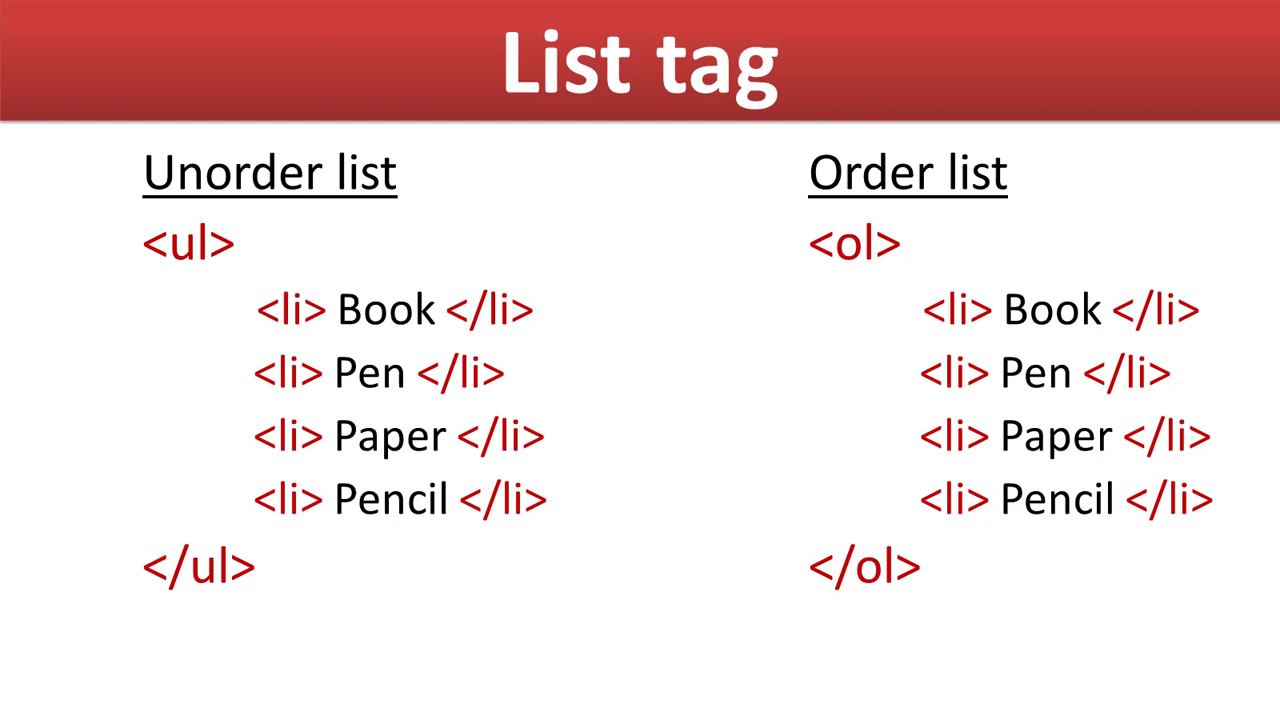 List tag
Unorder list
<ul>
<li> Book </li>
<li> Pen </li>
<li> Paper </li>
<li> Pencil </li>
</ul>
Order list
<ol>
<li> Book </li>
<li> Pen </li>
<li> Paper </li>
<li> Pencil </li>
</ol>